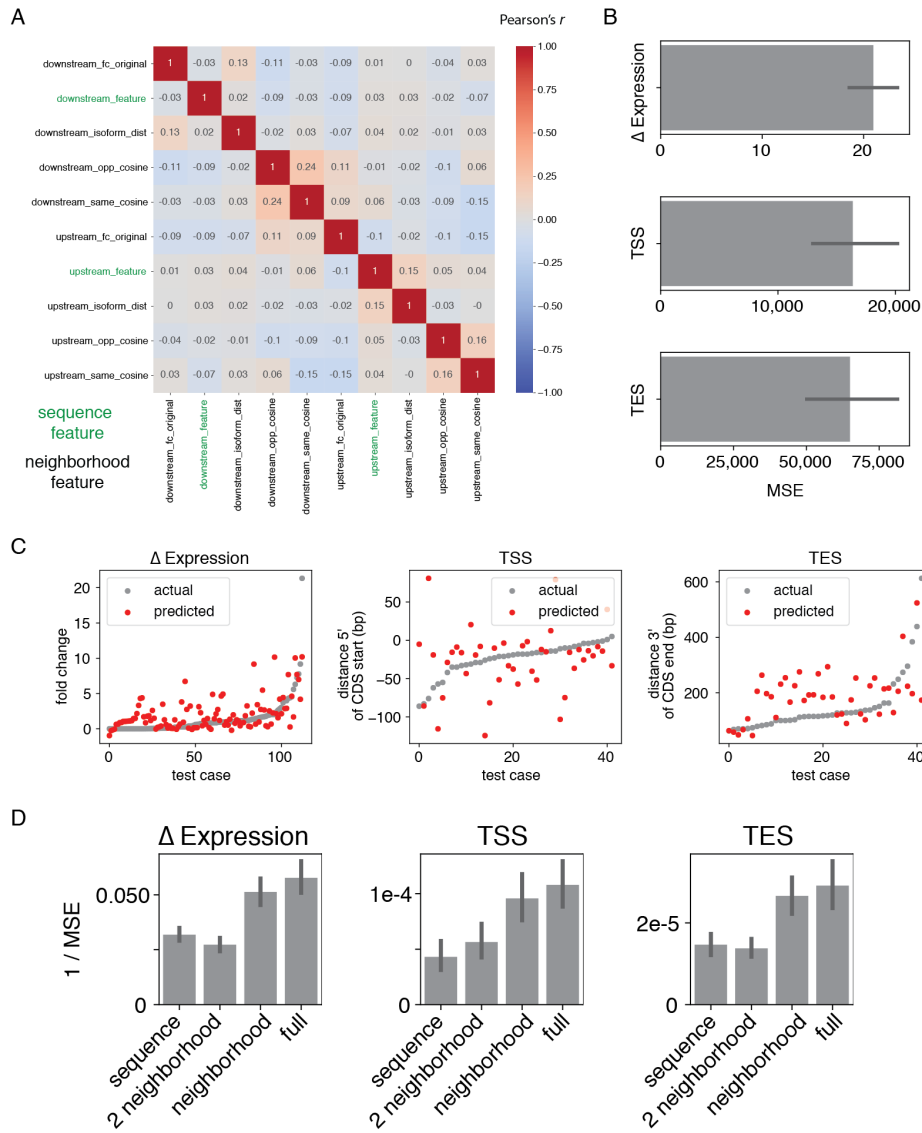 A
Pearson's r
downstream_fc_original 1 -0.03 0.13 -0.11 -0.03 -0.09 0.01 0 -0.04 0.03
downstream_feature -0.03 1 0.02 -0.09 -0.03 -0.09 0.03 0.03 -0.02 -0.07
downstream_isoform_dist 0.13 0.02 1 -0.02 0.03 -0.07 0.04 0.02 -0.01 0.03
downstream_opp_cosine -0.11 -0.09 -0.02 1 0.24 0.11 -0.01 -0.02 -0.1 0.06
downstream_same_cosine -0.03 -0.03 0.03 0.24 1 0.09 0.06 -0.03 -0.09 -0.15
upstream_fc_original -0.09 -0.09 -0.07 0.11 0.09 1 -0.1 -0.02 -0.1 -0.15
upstream_feature 0.01 0.03 0.04 -0.01 0.06 -0.1 1 0.15 0.05 0.04
upstream_isoform_dist 0 0.03 0.02 -0.02 -0.03 -0.02 0.15 1 -0.03 -0
upstream_opp_cosine -0.04 -0.02 -0.01 -0.1 -0.09 -0.1 0.05 -0.03 1 0.16
upstream_same_cosine 0.03 -0.07 0.03 0.06 -0.15 -0.15 0.04 -0 0.16 1
1.00
0.75
0.50
0.25
0.00
−0.25
−0.50
−0.75
−1.00
sequence
feature
neighborhood
feature
downstream_fc_original
downstream_feature
downstream_isoform_dist
downstream_opp_cosine
downstream_same_cosine
upstream_fc_original
upstream_feature
upstream_isoform_dist
upstream_opp_cosine
upstream_same_cosine
B
Δ Expression
0 10 20
TSS
0 10,000 20,000
TES
0 25,000 50,000 75,000
MSE
C
Δ Expression
fold change
20
15
10
5
0
actual
predicted
0 50 100
test case
TSS
distance 5'
of CDS start (bp)
50
0
−50
−100
actual
predicted
0 20 40
test case
TES
distance 3'
of CDS end (bp)
600
400
200
actual
predicted
0 20 40
test case
D
Δ Expression
1 / MSE
0.050
0
sequence
2 neighborhood
neighborhood
full
TSS
1e-4
0
sequence
2 neighborhood
neighborhood
full
TES
2e-5
0
sequence
2 neighborhood
neighborhood
full